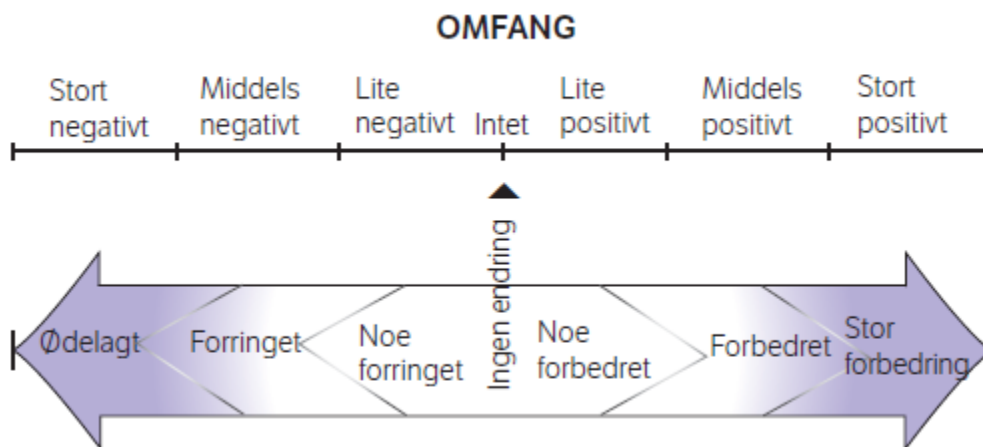 OMFANG
Stort
negativt
Middels
negativt
Lite
negativt
Intet
Lite
positivt
Middels
positivt
Stort
positivt
Ingen endring
Ødelagt
Forringet
Noe
forringet
Noe
forbedret
Forbedret
Stor
forbedring